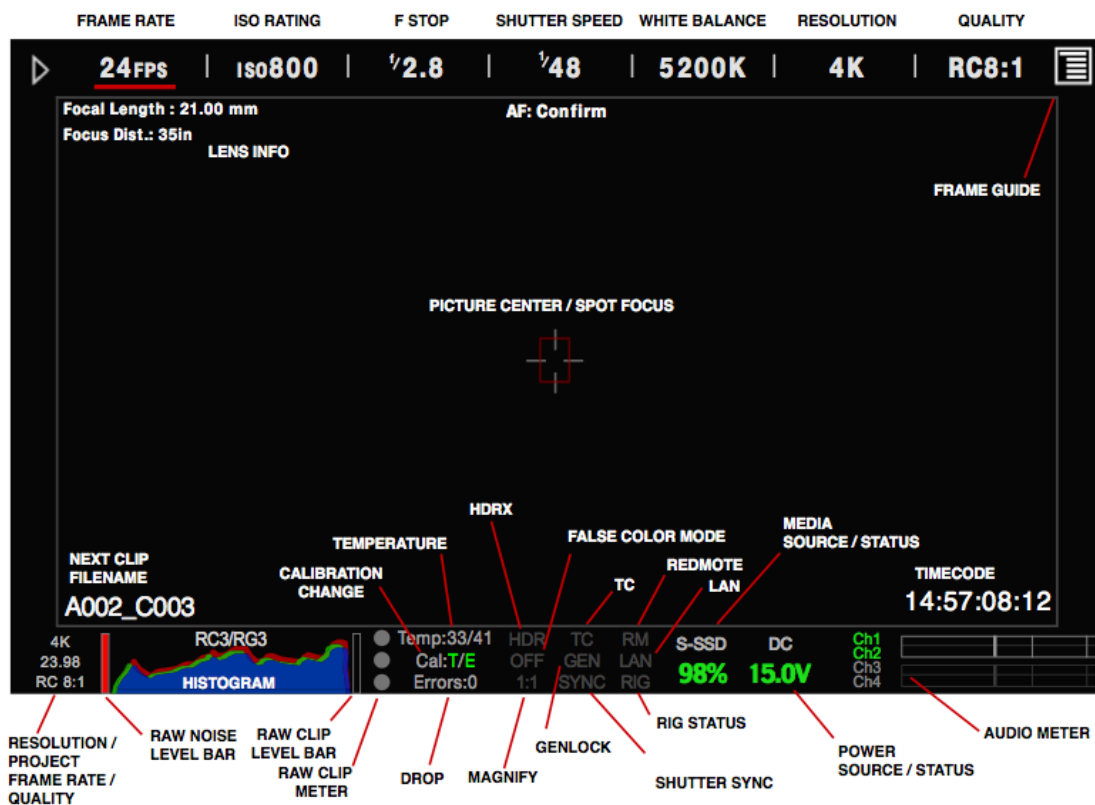 FRAME RATE ISO RATING F STOP SHUTTER SPEED WHITE BALANCE RESOLUTION QUALITY
24FPS | ISO800 | f/2.8 | 1/48 | 5200K | 4K | RC8:1
Focal Length : 21.00 mm
AF: Confirm
Focus Dist.: 35in
LENS INFO
FRAME GUIDE
PICTURE CENTER / SPOT FOCUS
HDRX
MEDIA
SOURCE / STATUS
FALSE COLOR MODE
TEMPERATURE
NEXT CLIP
FILENAME
CALIBRATION
CHANGE
REDMOTE
TC
LAN
TIMECODE
A002_C003
14:57:08:12
4K
23.98
RC 8:1
RC3/RG3
HISTOGRAM
Temp:33/41
Cal:T/E
Errors:0
HDR TC RM
OFF GEN LAN
1:1 SYNC RIG
S-SSD
98%
DC
15.0V
Ch1
Ch2
Ch3
Ch4
RESOLUTION /
PROJECT
FRAME RATE /
QUALITY
RAW NOISE
LEVEL BAR
RAW CLIP
LEVEL BAR
RAW CLIP
METER
DROP
MAGNIFY
GENLOCK
SHUTTER SYNC
RIG STATUS
POWER
SOURCE / STATUS
AUDIO METER